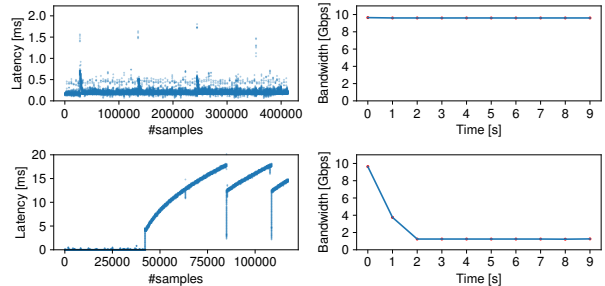 2.0
1.5
1.0
0.5
0.0
Latency [ms]
0 100000 200000 300000 400000
#samples
10
8
6
4
2
0
Bandwidth [Gbps]
0 1 2 3 4 5 6 7 8 9
Time [s]
20
15
10
5
0
Latency [ms]
0 25000 50000 75000 100000
#samples
10
8
6
4
2
0
Bandwidth [Gbps]
0 1 2 3 4 5 6 7 8 9
Time [s]